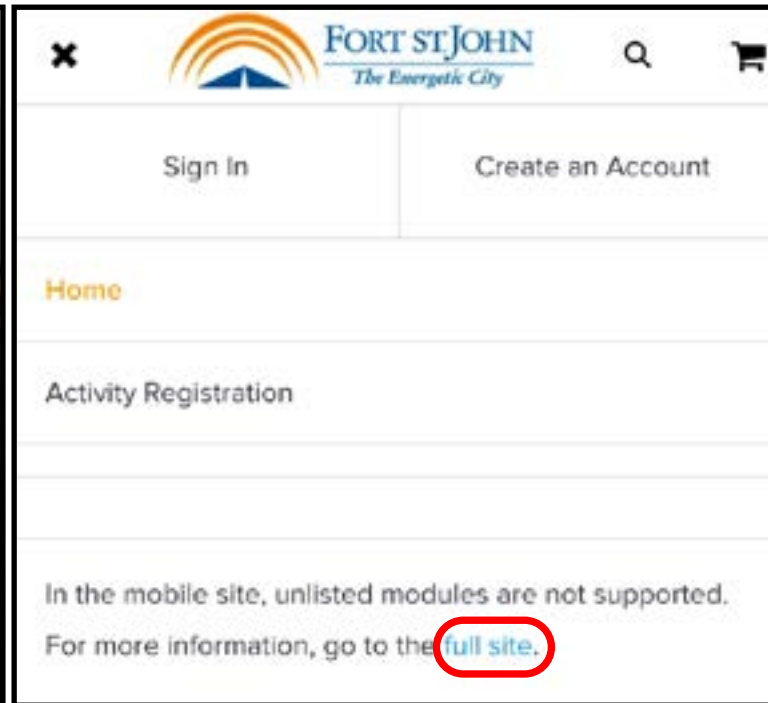 FORT ST JOHN
The Energetic City
Sign In
Create an Account
Home
Activity Registration
In the mobile site, unlisted modules are not supported.
For more information, go to the full site.